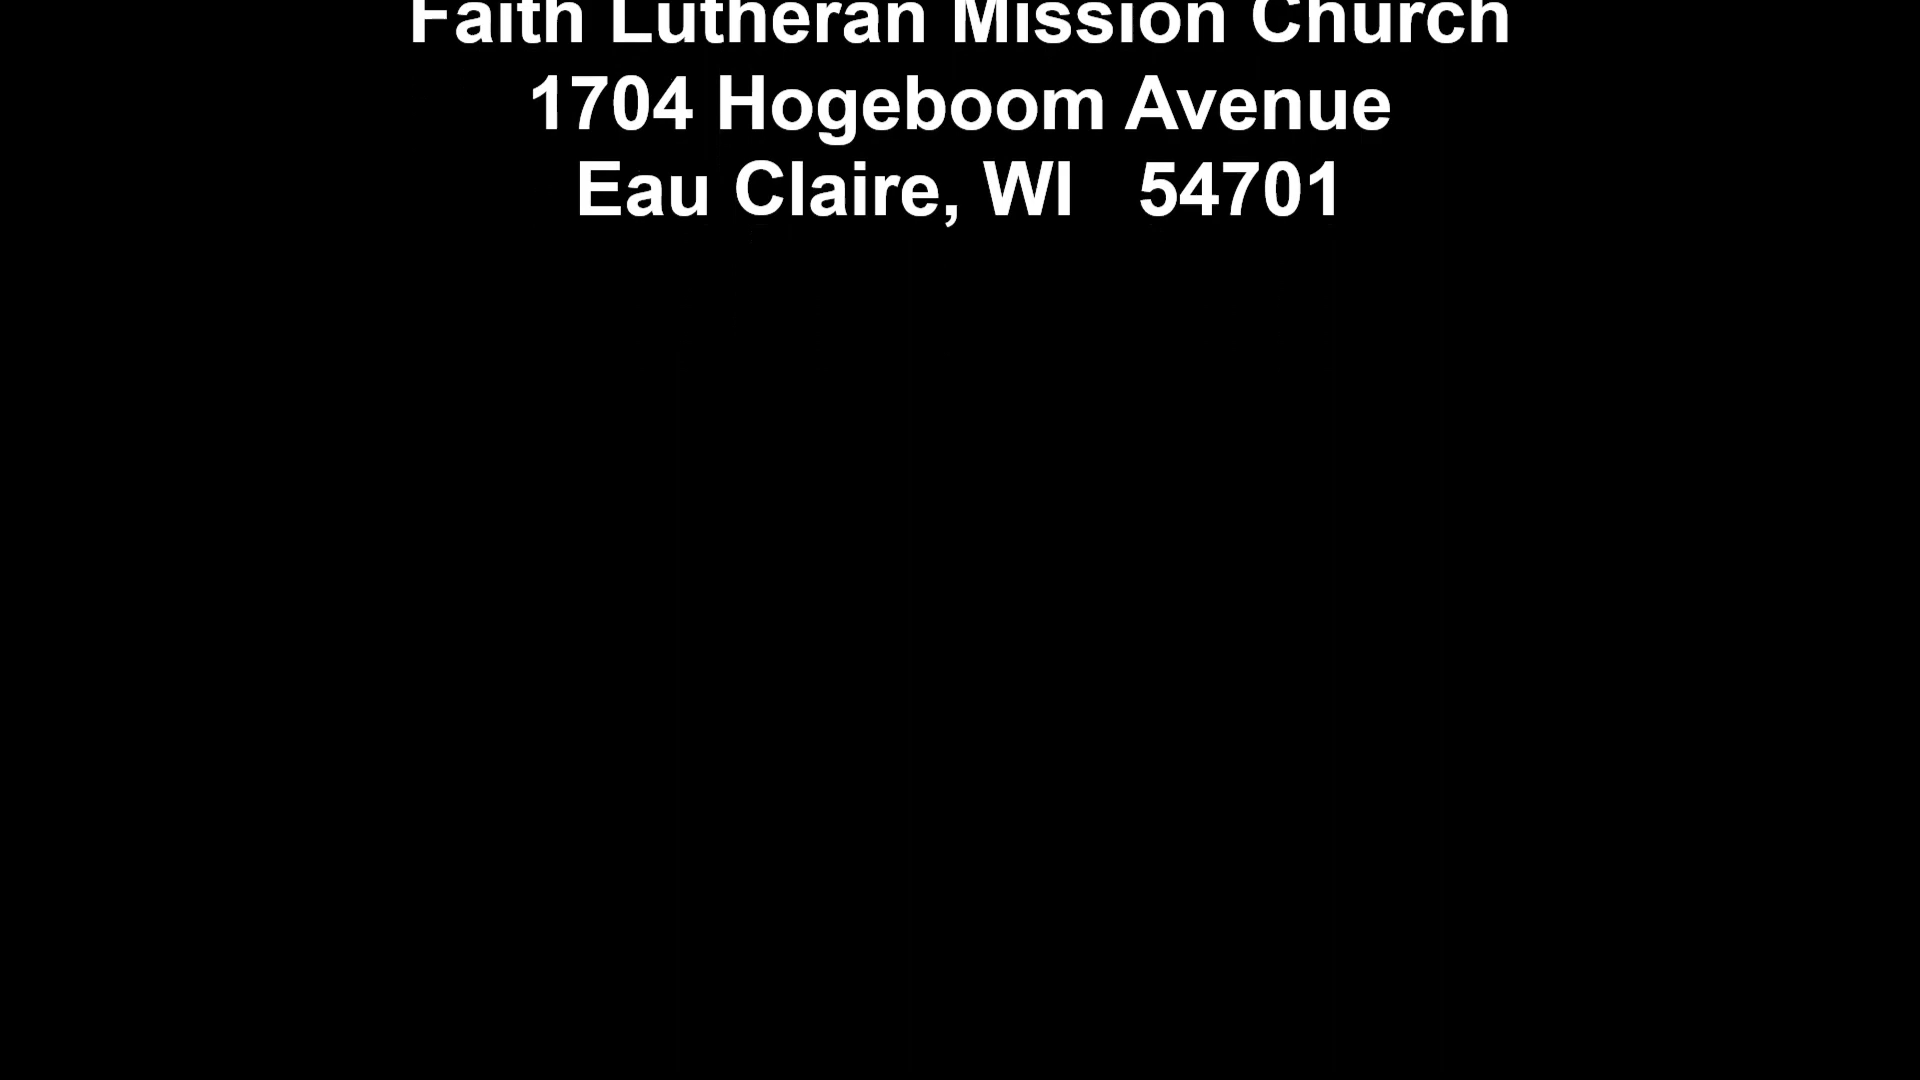 Faith Lutheran Mission Church
1704 Hogeboom Avenue
Eau Claire, WI   54701